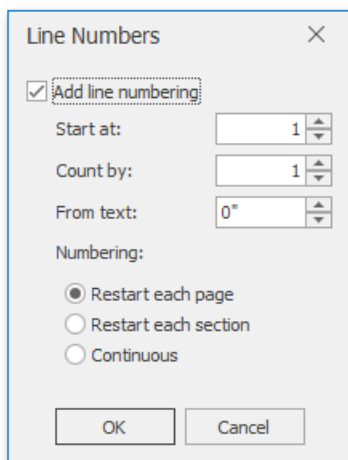 Line Numbers
Add line numbering
Start at: 1
Count by: 1
From text: 0"
Numbering:
Restart each page
Restart each section
Continuous
OK Cancel